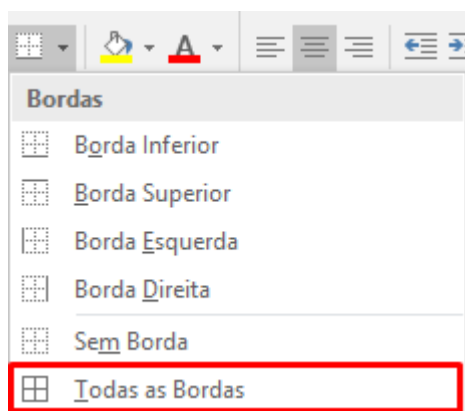 A
Bordas
Borda Inferior
Borda Superior
Borda Esquerda
Borda Direita
Sem Borda
Todas as Bordas